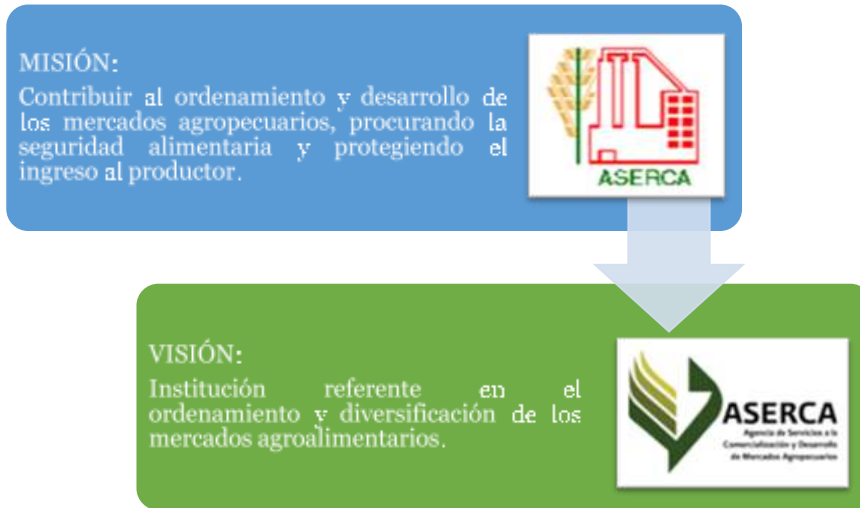 MISIÓN:
Contribuir al ordenamiento y desarrollo de
los mercados agropecuarios, procurando la
seguridad alimentaria y protegiendo el
ingreso al productor.
ASERCA
VISIÓN:
Institución referente en el
ordenamiento y diversificación de los
mercados agroalimentarios.
ASERCA
Agencia de Servicios a la
Comercialización y Desarrollo
de Mercados Agropecuarios